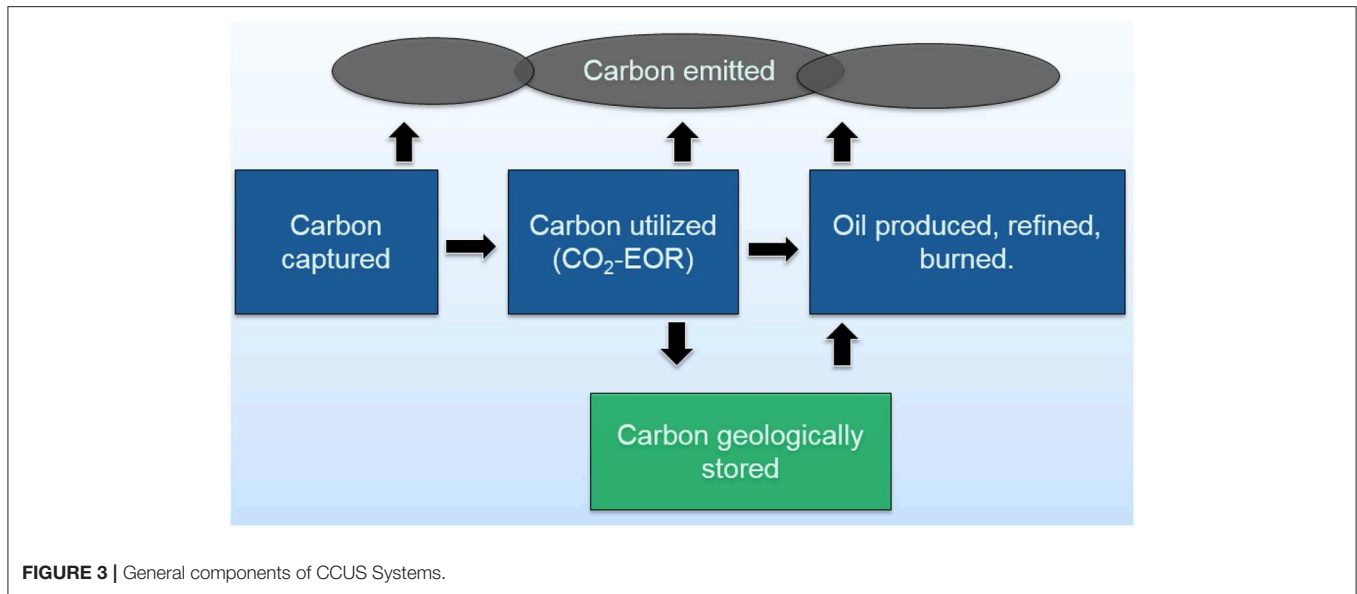 Carbon emitted
Carbon
captured
Carbon utilized
(CO₂-EOR)
Oil produced, refined,
burned.
Carbon geologically
stored
FIGURE 3 | General components of CCUS Systems.